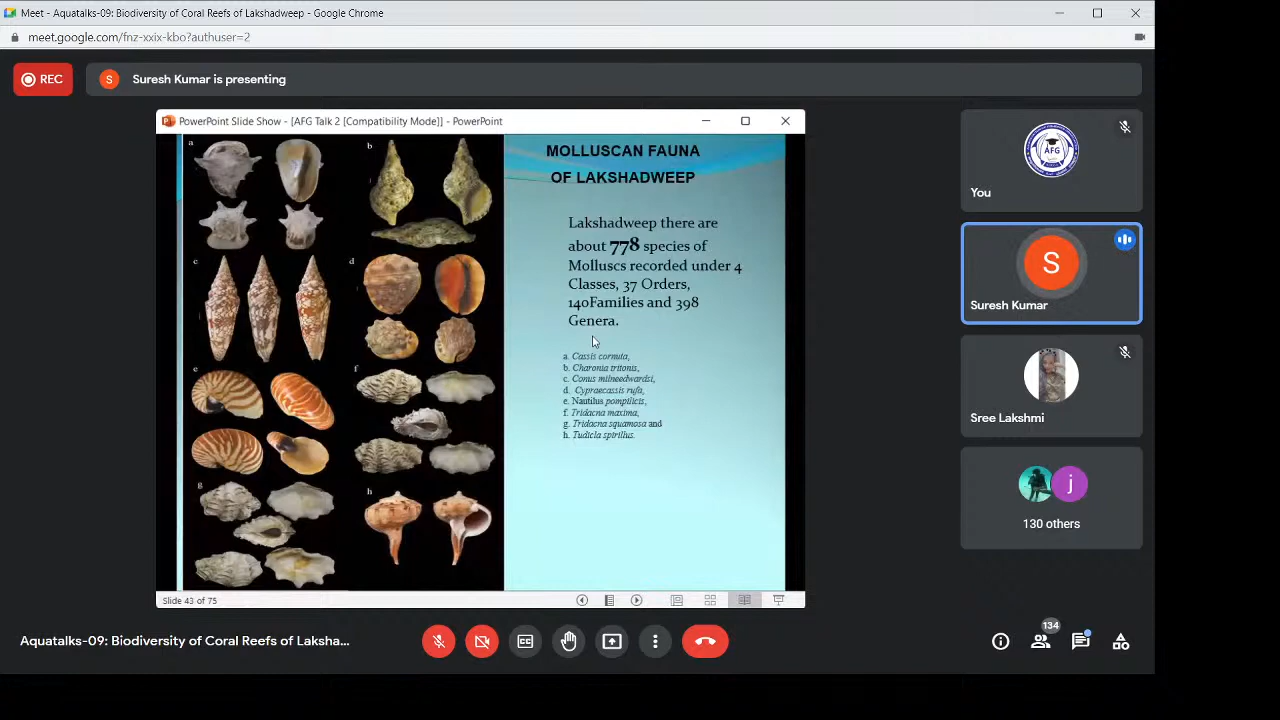 Meet - Aquatalks-09: Biodiversity of Coral Reefs of Lakshadweep - Google Chrome
meet.google.com/fnz-xxix-kbo?authuser=2
REC
S
Suresh Kumar is presenting
PowerPoint Slide Show - [AFG Talk 2 [Compatibility Mode]] - PowerPoint
a
b
c
d
e
f
g
h
MOLLUSCAN FAUNA
OF LAKSHADWEEP
Lakshadweep there are
about 778 species of
Molluscs recorded under 4
Classes, 37 Orders,
140Families and 398
Genera.
a. Cassis cornuta,
b. Charonia tritonis,
c. Conus milneedwardsi,
d. Cypraecassis rufa,
e. Nautilus pompilicis,
f. Tridacna maxima,
g. Tridacna squamosa and
h. Tudicla spirillus.
Slide 43 of 75
AFG
You
S
Suresh Kumar
Sree Lakshmi
j
130 others
Aquatalks-09: Biodiversity of Coral Reefs of Laksha...
CC
134